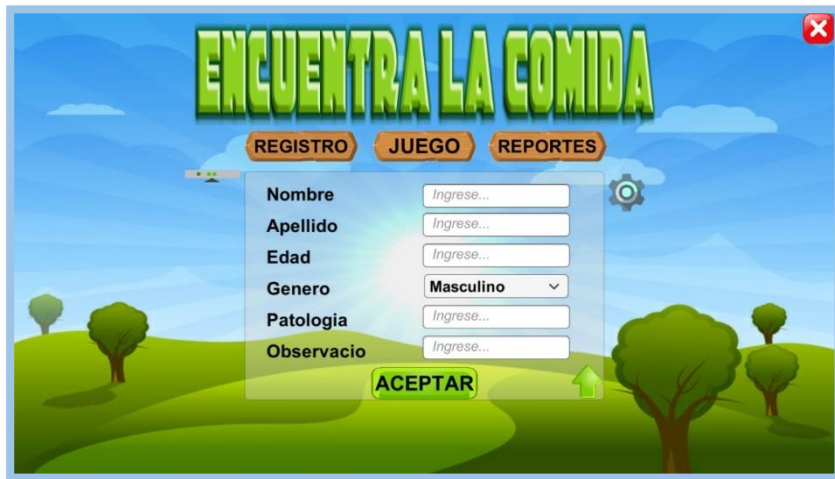 ENCUENTRA LA COMIDA
REGISTRO JUEGO REPORTES
Nombre Ingrese...
Apellido Ingrese...
Edad Ingrese...
Genero Masculino
Patologia Ingrese...
Observacio Ingrese...
ACEPTAR